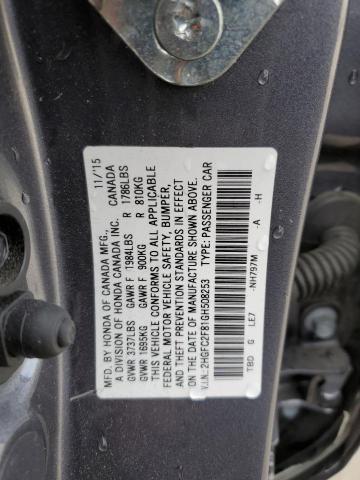 MFD. BY HONDA OF CANADA MFG., 11/'15
A DIVISION OF HONDA CANADA INC. CANADA
GVWR 3737LBS GAWR F 1984LBS R 1786LBS
GVWR 1695KG GAWR F 900KG R 810KG
THIS VEHICLE CONFORMS TO ALL APPLICABLE
FEDERAL MOTOR VEHICLE SAFETY, BUMPER,
AND THEFT PREVENTION STANDARDS IN EFFECT
ON THE DATE OF MANUFACTURE SHOWN ABOVE.
V.I.N.: 2HGFC2F81GH508253 TYPE: PASSENGER CAR
TBD G LE7 -NH797M -A -H